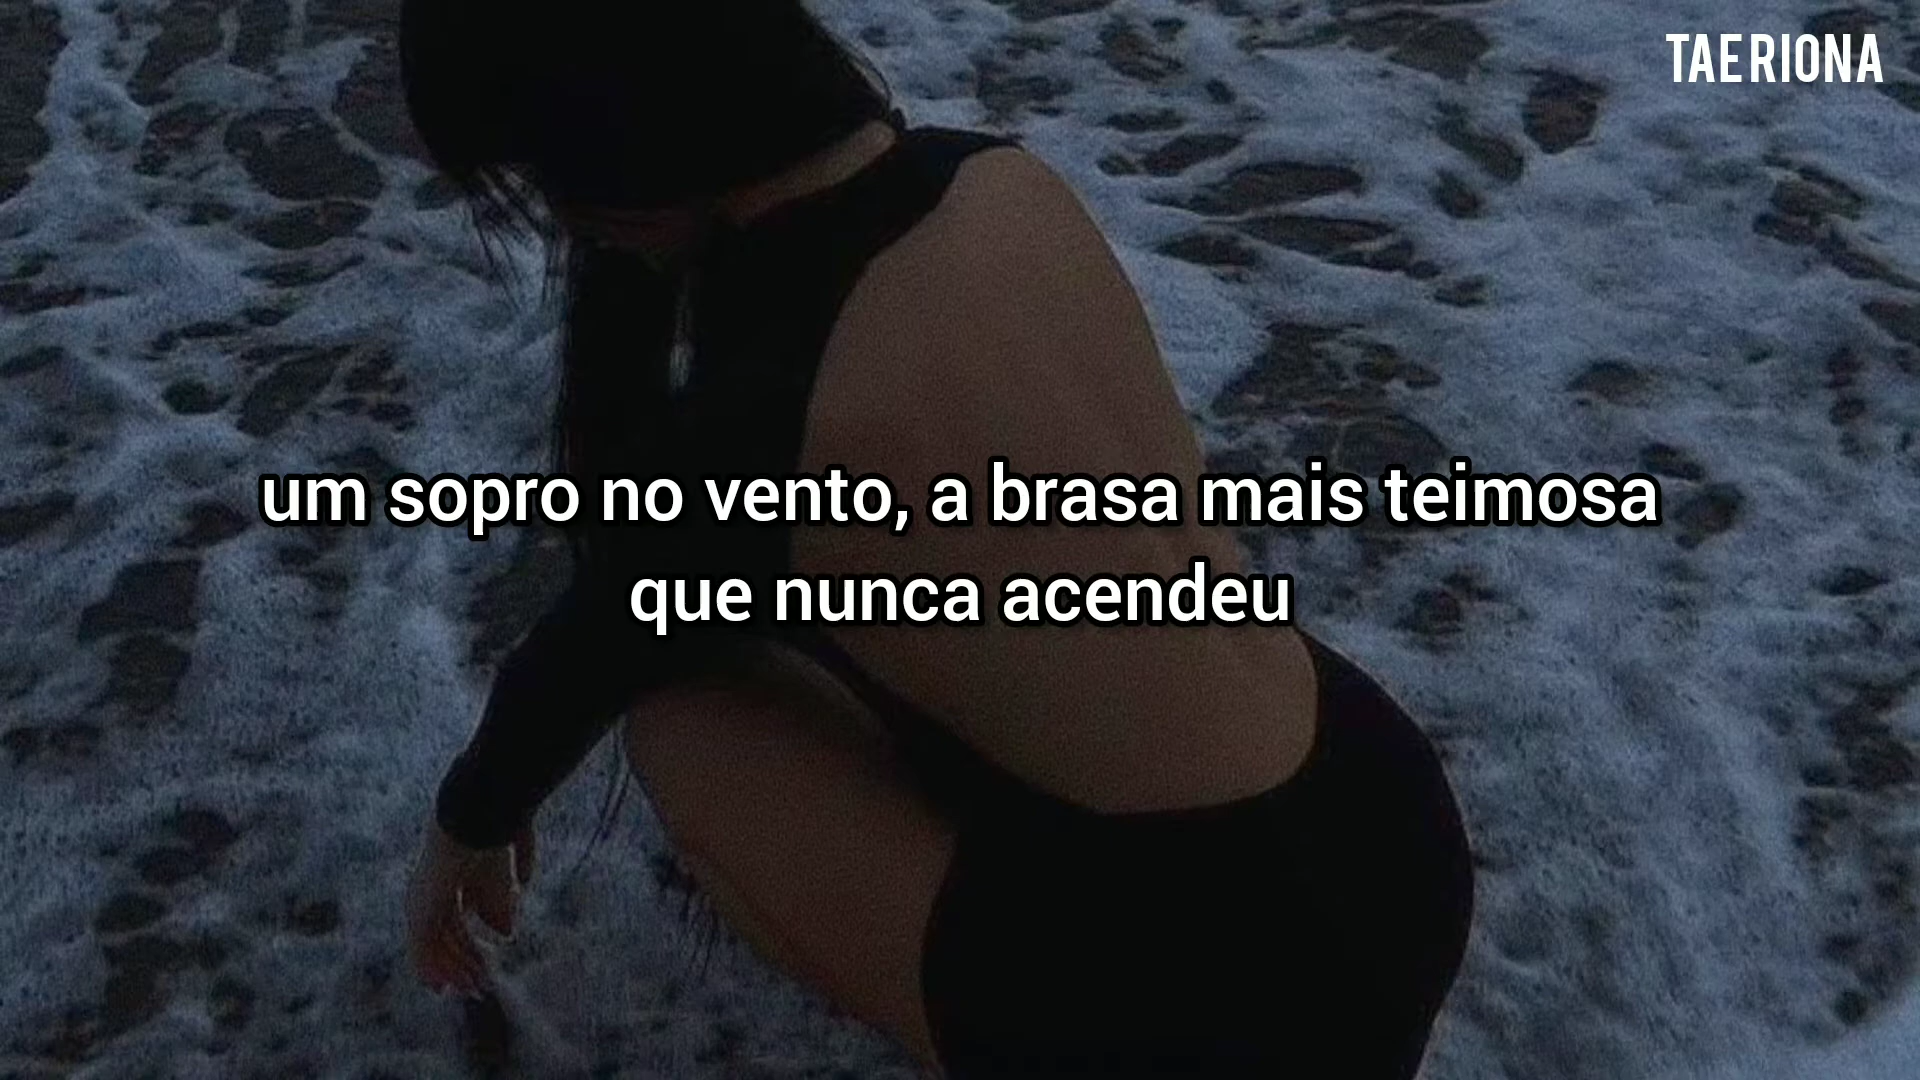 TAERIONA
um sopro no vento, a brasa mais teimosa
que nunca acendeu